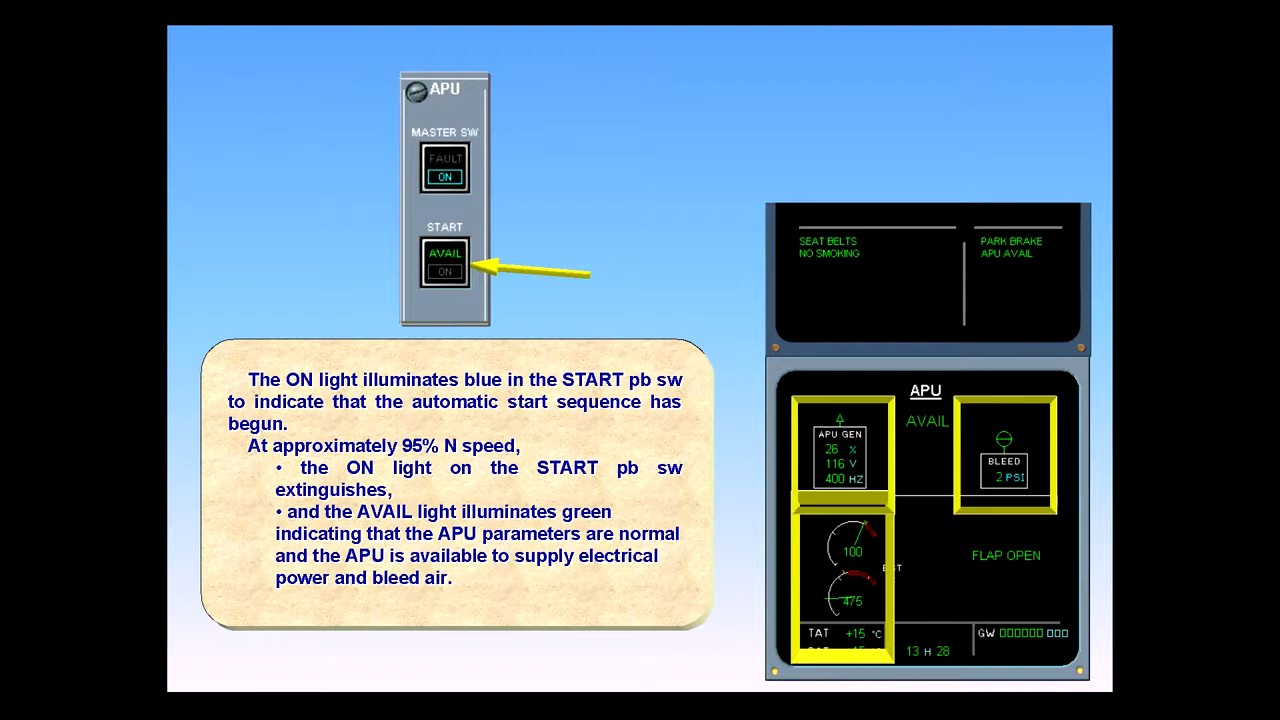 APU
MASTER SW
FAULT
ON
START
AVAIL
ON
The ON light illuminates blue in the START pb sw
to indicate that the automatic start sequence has
begun.
At approximately 95% N speed,
• the ON light on the START pb sw
extinguishes,
• and the AVAIL light illuminates green
indicating that the APU parameters are normal
and the APU is available to supply electrical
power and bleed air.
SEAT BELTS
NO SMOKING
PARK BRAKE
APU AVAIL
APU
AVAIL
APU GEN
26 %
116 V
400 HZ
BLEED
2 PSI
100
FLAP OPEN
475
TAT +15 °C
GW
13 H 28